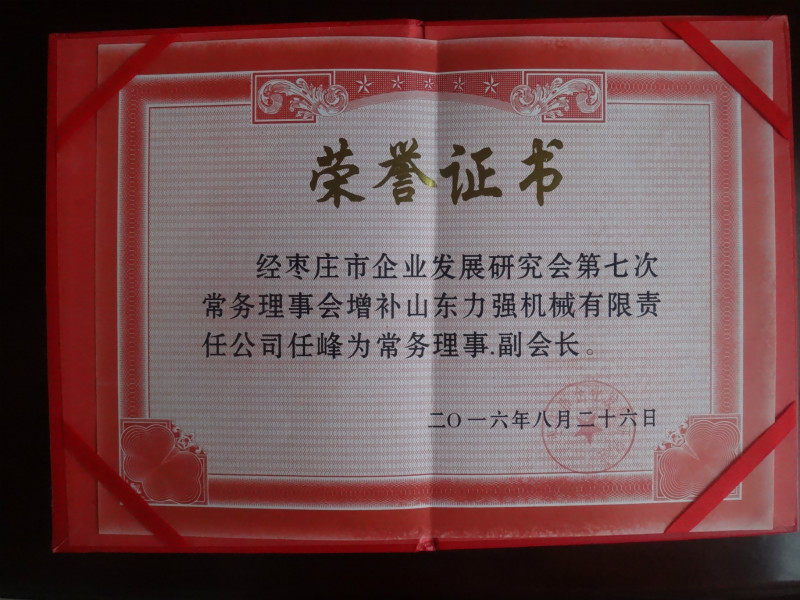 荣誉证书
经枣庄市企业发展研究会第七次
常务理事会增补山东力强机械有限责
任公司任峰为常务理事.副会长。
二〇一六年八月二十六日